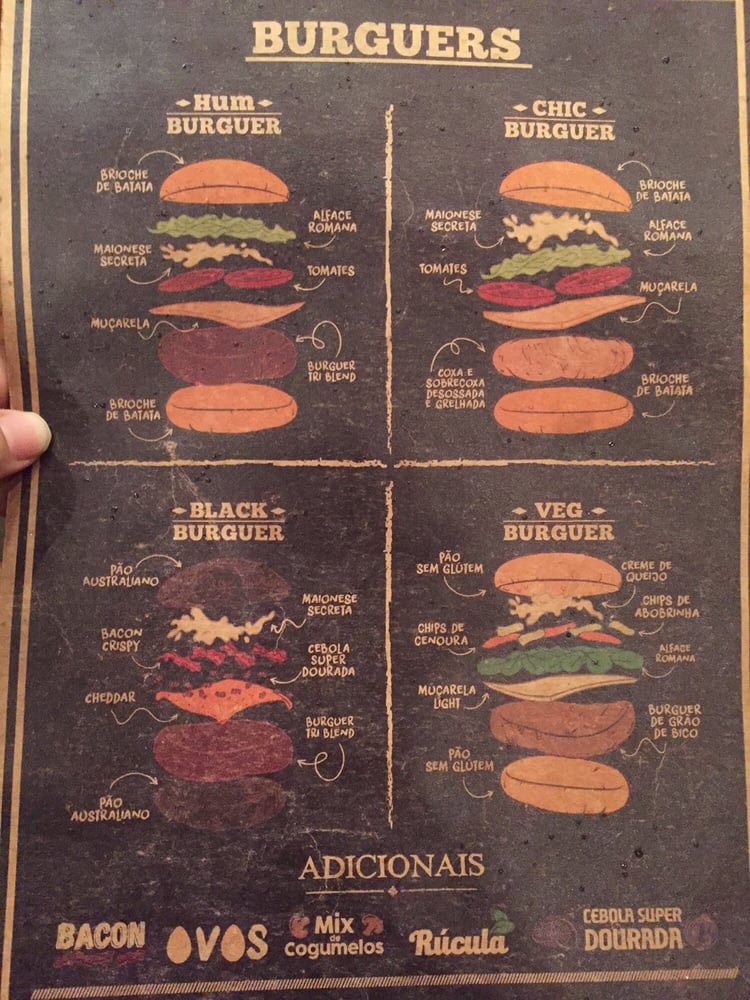 BURGUERS
Hum
BURGUER
BRIOCHE
DE BATATA
ALFACE
ROMANA
MAIONESE
SECRETA
TOMATES
MUÇARELA
BURGUER
TRI BLEND
BRIOCHE
DE BATATA
CHIC
BURGUER
BRIOCHE
DE BATATA
MAIONESE
SECRETA
ALFACE
ROMANA
TOMATES
MUÇARELA
COXA E
SOBRECOXA
DESOSSADA
E GRELHADA
BRIOCHE
DE BATATA
BLACK
BURGUER
PÃO
AUSTRALIANO
MAIONESE
SECRETA
BACON
CRISPY
CEBOLA
SUPER
DOURADA
CHEDDAR
BURGUER
TRI BLEND
PÃO
AUSTRALIANO
VEG
BURGUER
PÃO
SEM GLÚTEM
CREME DE
QUEIJO
CHIPS DE
ABOBRINHA
CHIPS DE
CENOURA
ALFACE
ROMANA
MUÇARELA
LIGHT
BURGUER
DE GRÃO
DE BICO
PÃO
SEM GLÚTEM
ADICIONAIS
BACON
OVOS
Mix
de
Cogumelos
Rúcula
CEBOLA SUPER
DOURADA